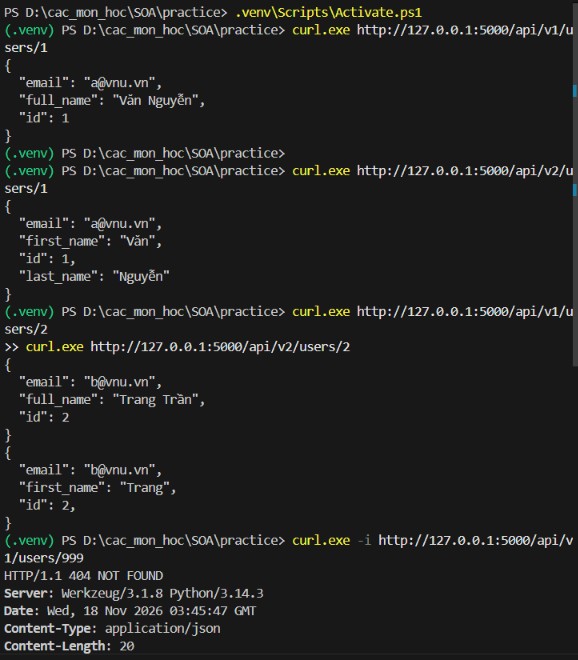 PS D:\cac_mon_hoc\SOA\practice> .venv\Scripts\Activate.ps1
(.venv) PS D:\cac_mon_hoc\SOA\practice> curl.exe http://127.0.0.1:5000/api/v1/u
sers/1
{
  "email": "a@vnu.vn",
  "full_name": "Văn Nguyễn",
  "id": 1
}
(.venv) PS D:\cac_mon_hoc\SOA\practice>
(.venv) PS D:\cac_mon_hoc\SOA\practice> curl.exe http://127.0.0.1:5000/api/v2/u
sers/1
{
  "email": "a@vnu.vn",
  "first_name": "Văn",
  "id": 1,
  "last_name": "Nguyễn"
}
(.venv) PS D:\cac_mon_hoc\SOA\practice> curl.exe http://127.0.0.1:5000/api/v1/u
sers/2
>> curl.exe http://127.0.0.1:5000/api/v2/users/2
{
  "email": "b@vnu.vn",
  "full_name": "Trang Trần",
  "id": 2
}
{
  "email": "b@vnu.vn",
  "first_name": "Trang",
  "id": 2,
}
(.venv) PS D:\cac_mon_hoc\SOA\practice> curl.exe -i http://127.0.0.1:5000/api/v
1/users/999
HTTP/1.1 404 NOT FOUND
Server: Werkzeug/3.1.8 Python/3.14.3
Date: Wed, 18 Nov 2026 03:45:47 GMT
Content-Type: application/json
Content-Length: 20